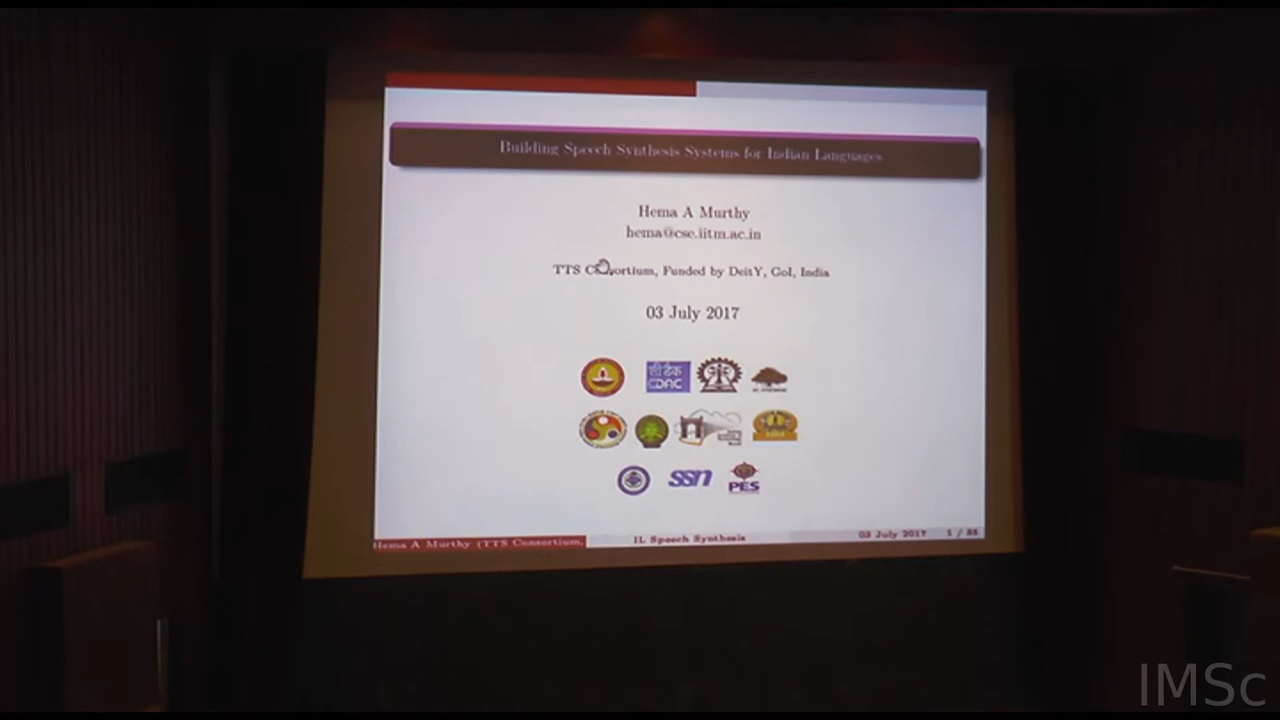 Building Speech Synthesis Systems for Indian Languages
Hema A Murthy
hema@cse.iitm.ac.in
TTS Consortium, Funded by DeitY, GoI, India
03 July 2017
सीडैक
CDAC
ssn
PES
Hema A Murthy (TTS Consortium,
IL Speech Synthesis
03 July 2017
1 / 88
IMSc